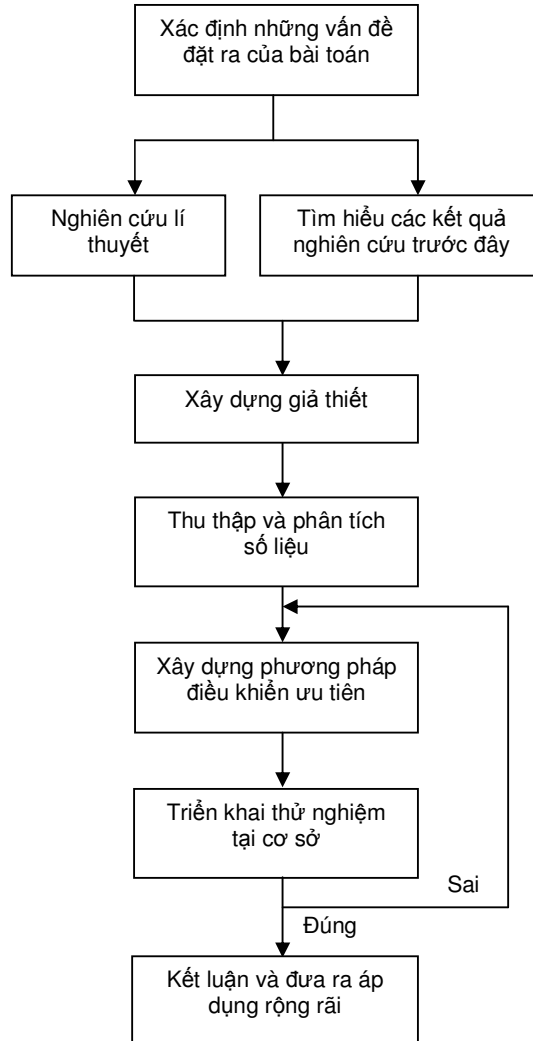 Xác định những vấn đề
đặt ra của bài toán
Nghiên cứu lí
thuyết
Tìm hiểu các kết quả
nghiên cứu trước đây
Xây dựng giả thiết
Thu thập và phân tích
số liệu
Xây dựng phương pháp
điều khiển ưu tiên
Triển khai thử nghiệm
tại cơ sở
Sai
Đúng
Kết luận và đưa ra áp
dụng rộng rãi